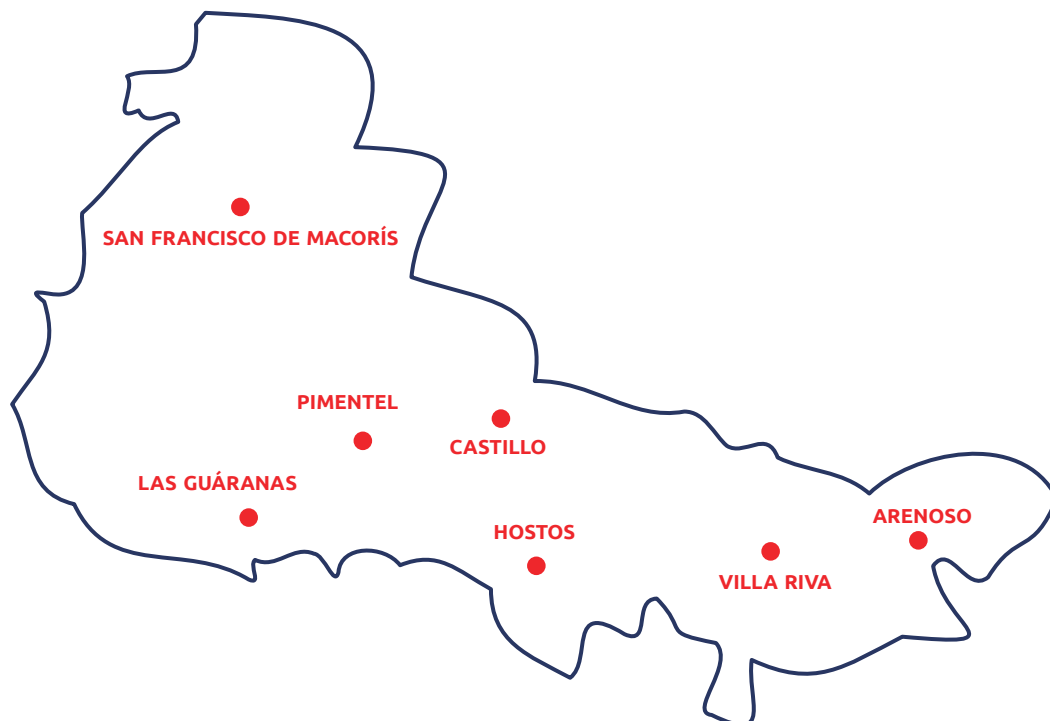 SAN FRANCISCO DE MACORÍS
PIMENTEL
CASTILLO
LAS GUÁRANAS
HOSTOS
ARENOSO
VILLA RIVA